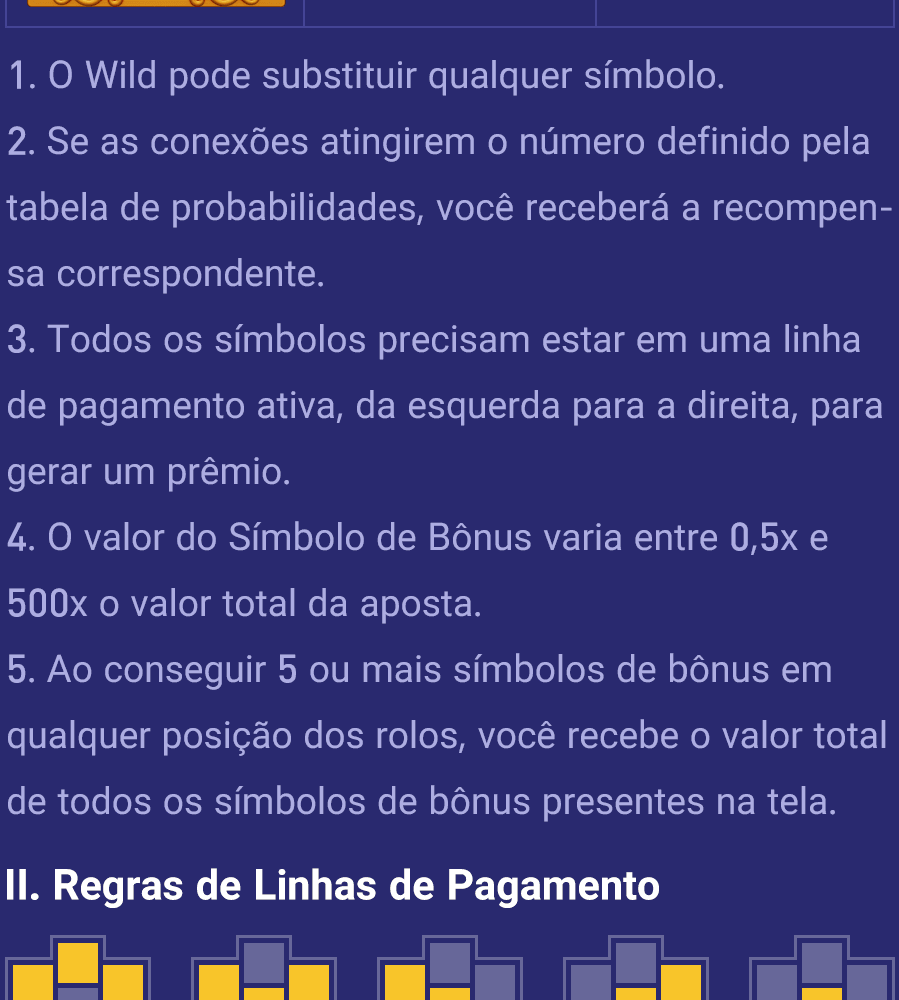 1. O Wild pode substituir qualquer símbolo.
2. Se as conexões atingirem o número definido pela
tabela de probabilidades, você receberá a recompen-
sa correspondente.
3. Todos os símbolos precisam estar em uma linha
de pagamento ativa, da esquerda para a direita, para
gerar um prêmio.
4. O valor do Símbolo de Bônus varia entre 0,5x e
500x o valor total da aposta.
5. Ao conseguir 5 ou mais símbolos de bônus em
qualquer posição dos rolos, você recebe o valor total
de todos os símbolos de bônus presentes na tela.
II. Regras de Linhas de Pagamento